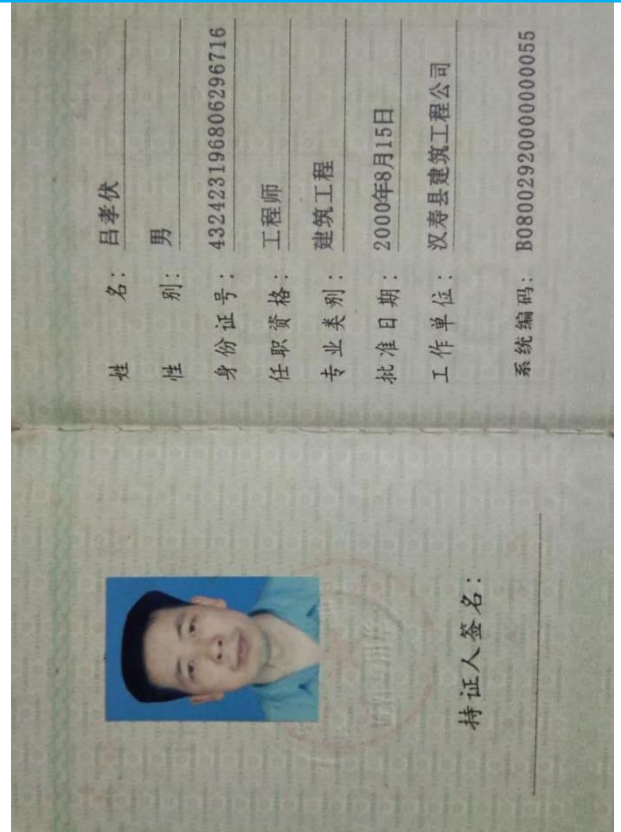 姓 名：吕孝伏
性 别：男
身份证号：432423196806296716
任职资格：工程师
专业类别：建筑工程
批准日期：2000年8月15日
工作单位：汉寿县建筑工程公司
系统编码：B08002920000000055
持证人签名：